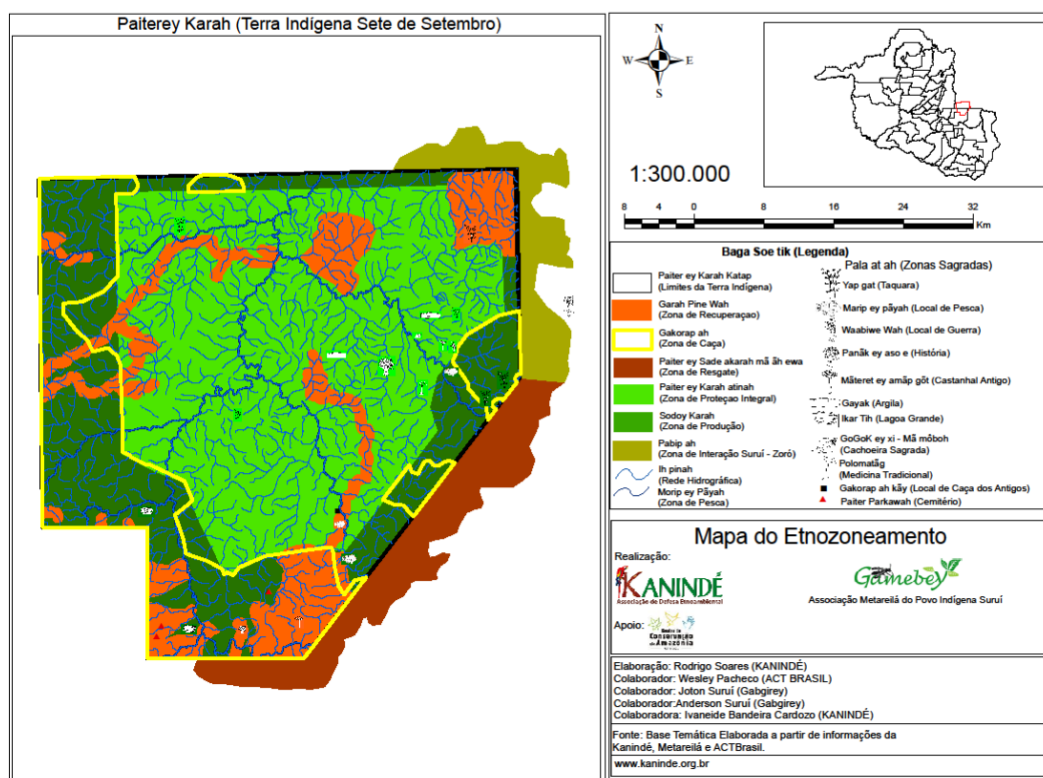 Paiterey Karah (Terra Indígena Sete de Setembro)
N
W E
S
1:300.000
8 4 0 8 16 24 32
Km
Baga Soe tik (Legenda)
Paiter ey Karah Katap
(Limites da Terra Indígena)
Garah Pine Wah
(Zona de Recuperaçao)
Gakorap ah
(Zona de Caça)
Paiter ey Sade akarah mã ãh ewa
(Zona de Resgate)
Paiter ey Karah atinah
(Zona de Proteçao Integral)
Sodoy Karah
(Zona de Produção)
Pabip ah
(Zona de Interação Suruí - Zoró)
Ih pinah
(Rede Hidrográfica)
Morip ey Pãyah
(Zona de Pesca)
Pala at ah (Zonas Sagradas)
Yap gat (Taquara)
Marip ey pãyah (Local de Pesca)
Waabiwe Wah (Local de Guerra)
Panãk ey aso e (História)
Mãteret ey amãp gõt (Castanhal Antigo)
Gayak (Argila)
Ikar Tih (Lagoa Grande)
GoGoK ey xi - Mã mõboh
(Cachoeira Sagrada)
Polomatãg
(Medicina Tradicional)
Gakorap ah kãy (Local de Caça dos Antigos)
Paiter Parkawah (Cemitério)
Mapa do Etnozoneamento
Realização:
KANINDÉ
Associação de Defesa Etnoambiental
Gamebey
Associação Metareilá do Povo Indígena Suruí
Apoio:
Conservação
da Amazônia
Elaboração: Rodrigo Soares (KANINDÉ)
Colaborador: Wesley Pacheco (ACT BRASIL)
Colaborador: Joton Suruí (Gabgirey)
Colaborador:Anderson Suruí (Gabgirey)
Colaboradora: Ivaneide Bandeira Cardozo (KANINDÉ)
Fonte: Base Temática Elaborada a partir de informações da
Kanindé, Metareilá e ACTBrasil.
www.kaninde.org.br